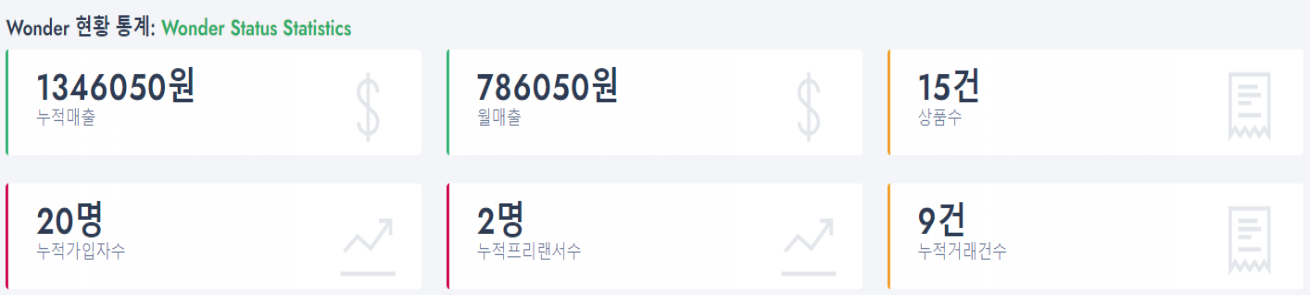 Wonder 현황 통계: Wonder Status Statistics
1346050원
누적매출
786050원
월매출
15건
상품수
20명
누적가입자수
2명
누적프리랜서수
9건
누적거래건수